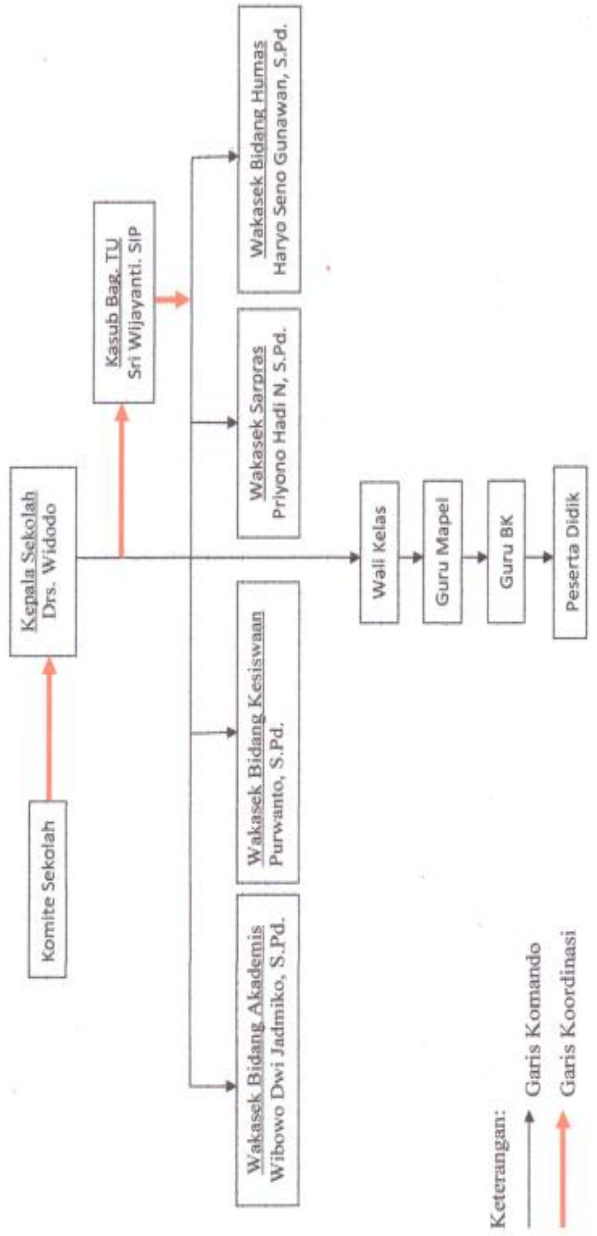 Komite Sekolah
Kepala Sekolah
Drs. Widodo
Kasub Bag. TU
Sri Wijayanti. SIP
Wakasek Bidang Akademis
Wibowo Dwi Jadmiko, S.Pd.
Wakasek Bidang Kesiswaan
Purwanto, S.Pd.
Wakasek Sarpras
Priyono Hadi N, S.Pd.
Wakasek Bidang Humas
Haryo Seno Gunawan, S.Pd.
Wali Kelas
Guru Mapel
Guru BK
Peserta Didik
Keterangan:
Garis Komando
Garis Koordinasi